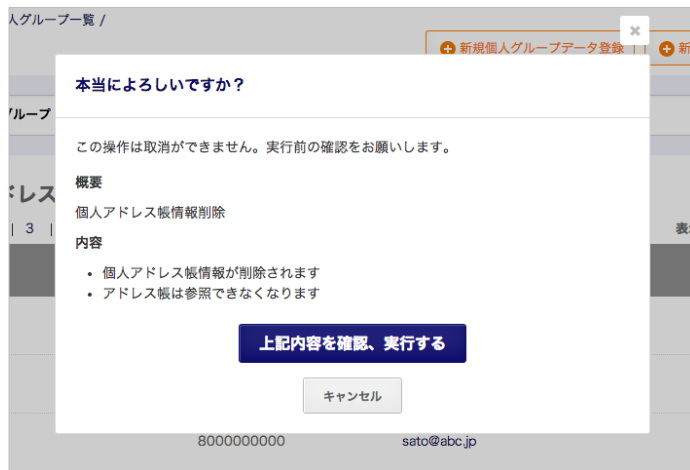 人グループ一覧 /
新規個人グループデータ登録
新
本当によろしいですか？
グループ
この操作は取消ができません。実行前の確認をお願いします。
概要
ドレス
個人アドレス帳情報削除
| 3 |
表
内容
• 個人アドレス帳情報が削除されます
• アドレス帳は参照できなくなります
上記内容を確認、実行する
キャンセル
8000000000 sato@abc.jp